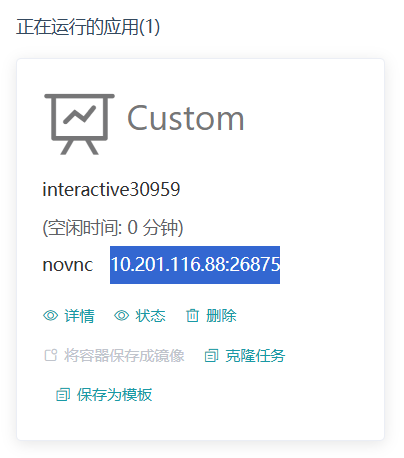 正在运行的应用(1)
Custom
interactive30959
(空闲时间: 0 分钟)
novnc 10.201.116.88:26875
详情 状态 删除
将容器保存成镜像 克隆任务
保存为模板